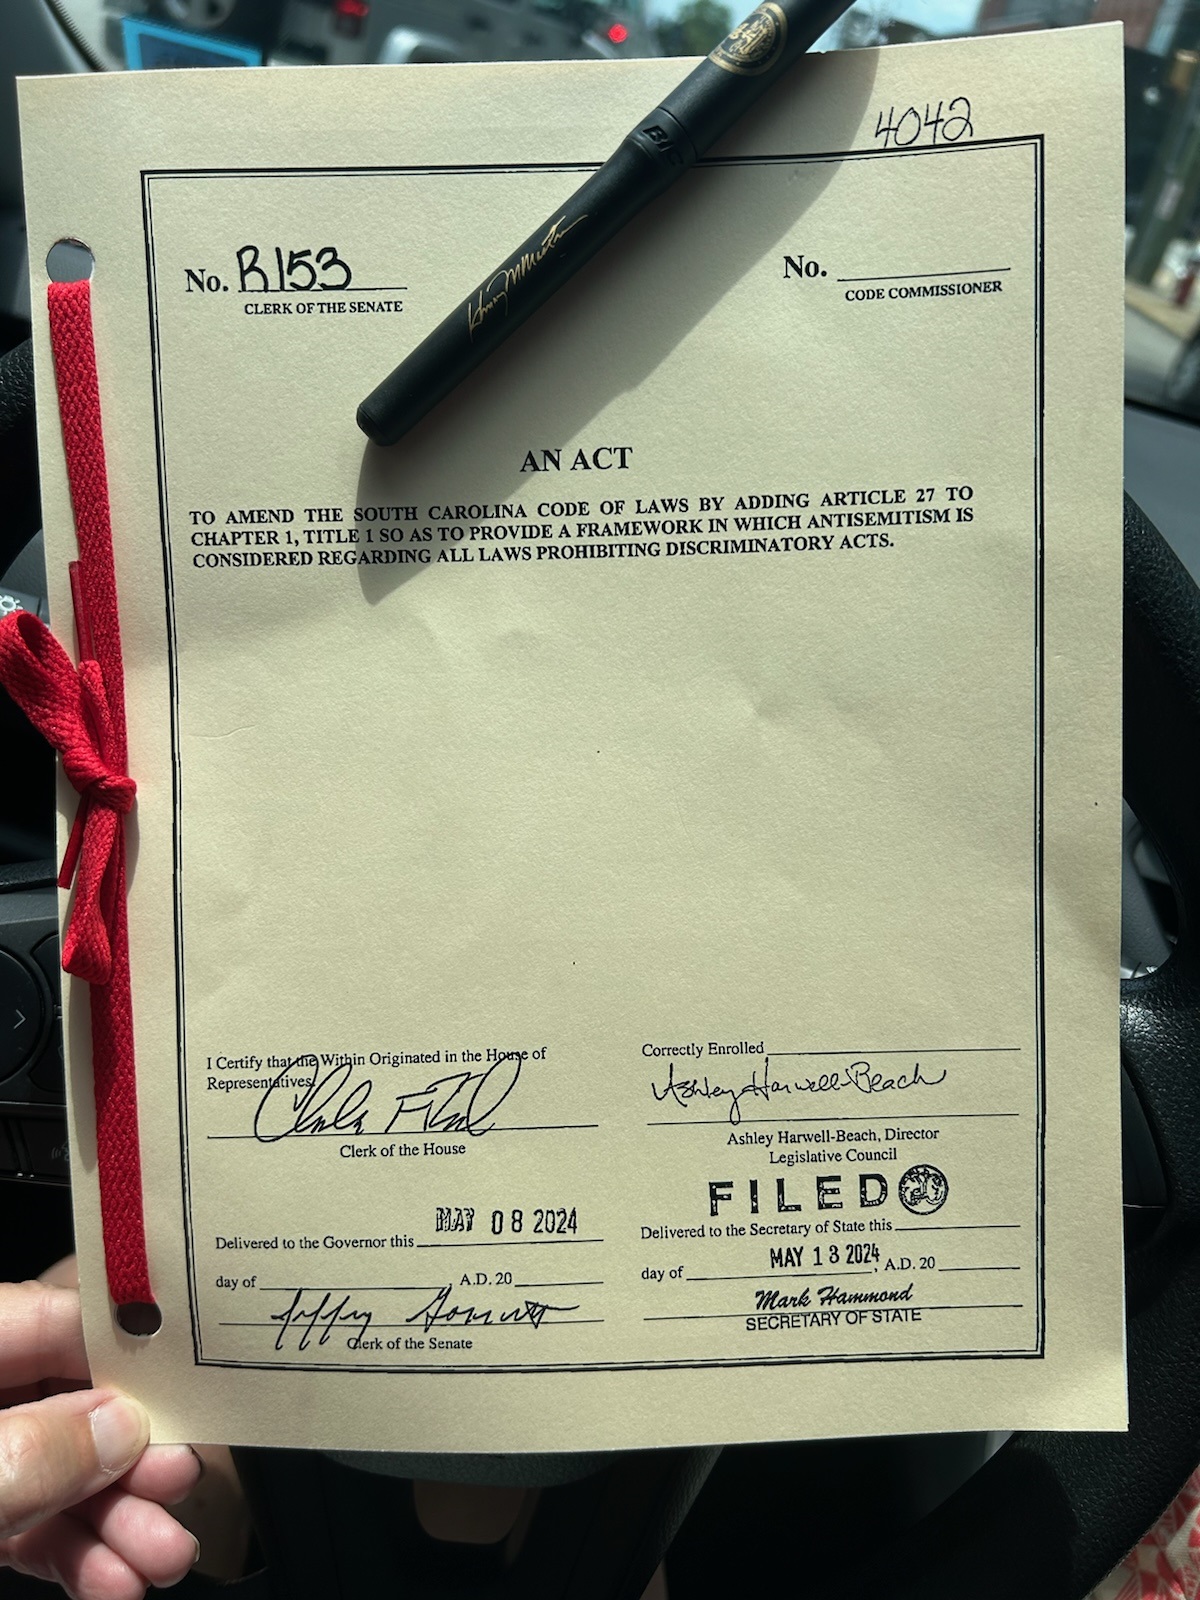 4042
BIC
No. R153
CLERK OF THE SENATE
No.
CODE COMMISSIONER
AN ACT
TO AMEND THE SOUTH CAROLINA CODE OF LAWS BY ADDING ARTICLE 27 TO
CHAPTER 1, TITLE 1 SO AS TO PROVIDE A FRAMEWORK IN WHICH ANTISEMITISM IS
CONSIDERED REGARDING ALL LAWS PROHIBITING DISCRIMINATORY ACTS.
I Certify that the Within Originated in the House of
Representatives.
Clerk of the House
MAY 08 2024
Delivered to the Governor this
day of , A.D. 20
Clerk of the Senate
Correctly Enrolled
Ashley Harwell-Beach
Ashley Harwell-Beach, Director
Legislative Council
FILED
Delivered to the Secretary of State this
MAY 13 2024
day of , A.D. 20
Mark Hammond
SECRETARY OF STATE